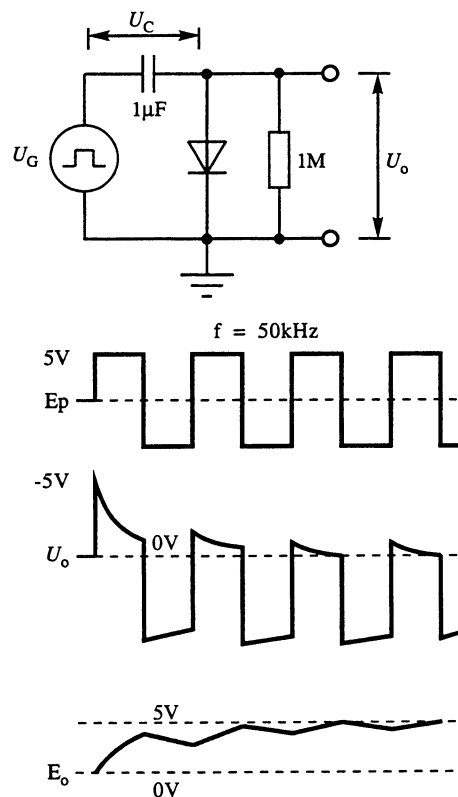 U_C
1μF
U_G
1M
U_o
f = 50kHz
5V
Ep
-5V
0V
U_o
5V
E_o
0V